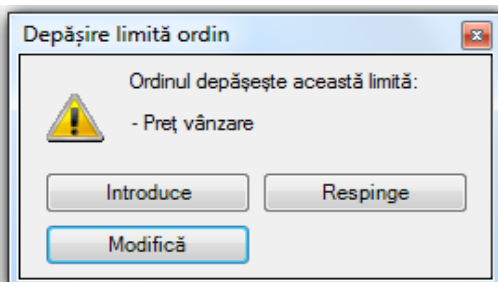 Depășire limită ordin
Ordinul depășește această limită:
- Preț vânzare
Introduce
Respinge
Modifică